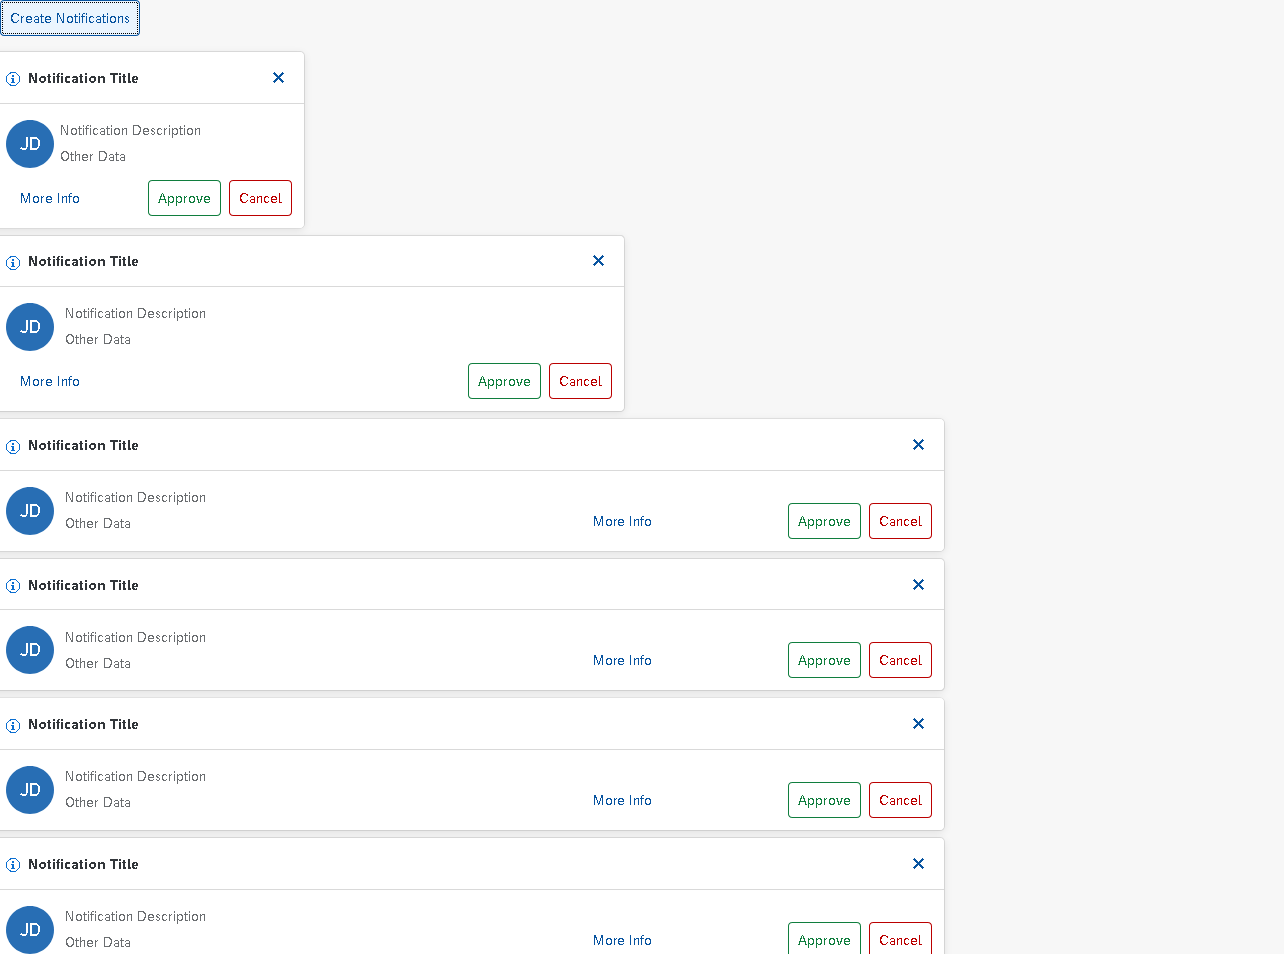 Create Notifications
Notification Title
JD
Notification Description
Other Data
More Info Approve Cancel
Notification Title
JD
Notification Description
Other Data
More Info Approve Cancel
Notification Title
JD
Notification Description
Other Data
More Info Approve Cancel
Notification Title
JD
Notification Description
Other Data
More Info Approve Cancel
Notification Title
JD
Notification Description
Other Data
More Info Approve Cancel
Notification Title
JD
Notification Description
Other Data
More Info Approve Cancel